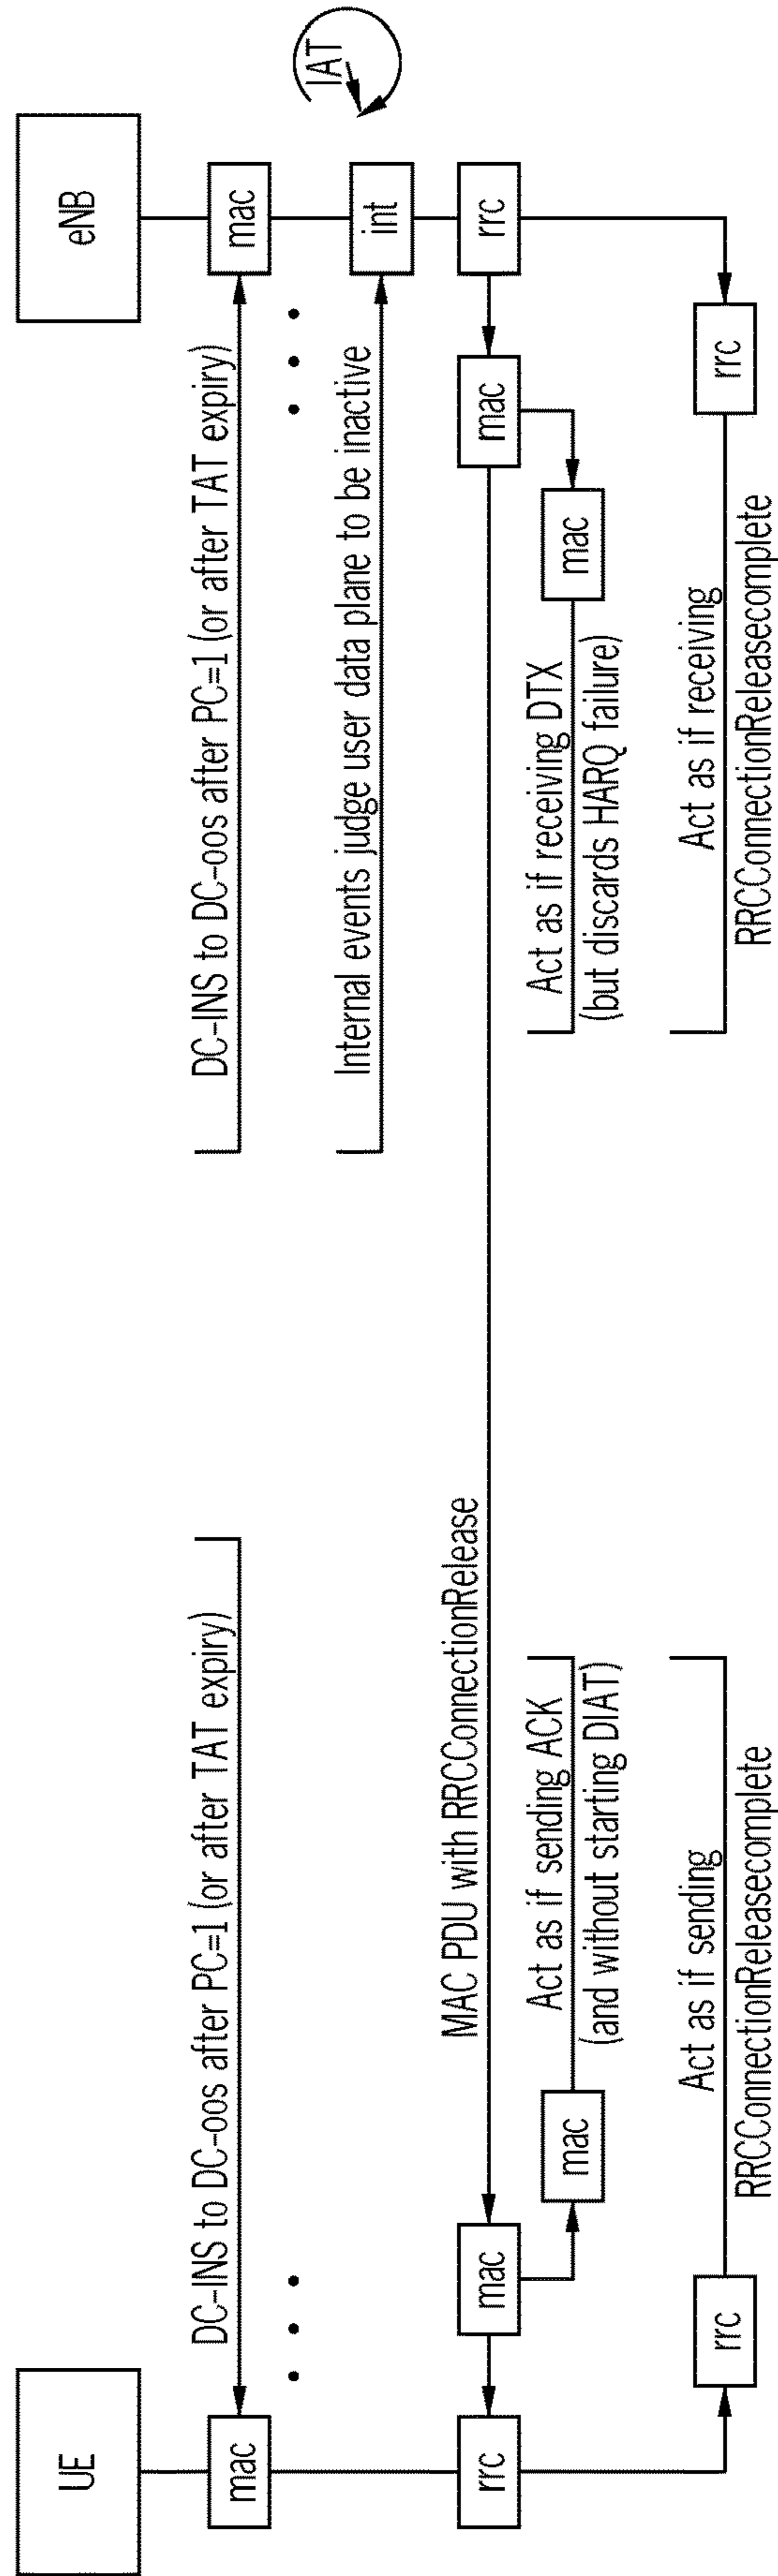 UE
eNB
DC-INS to DC-oos after PC=1 (or after TAT expiry)
DC-INS to DC-oos after PC=1 (or after TAT expiry)
mac
mac
IAT
Internal events judge user data plane to be inactive
int
MAC PDU with RRCConnectionRelease
rrc
mac
mac
rrc
Act as if sending ACK
(and without starting DIAT)
mac
Act as if receiving DTX
(but discards HARQ failure)
mac
Act as if sending
RRCConnectionReleasecomplete
rrc
Act as if receiving
RRCConnectionReleasecomplete
rrc